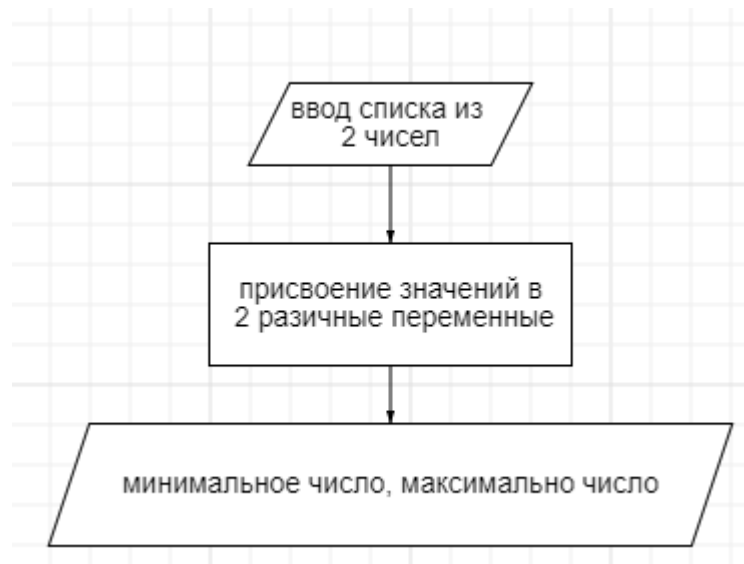 ввод списка из
2 чисел
присвоение значений в
2 разичные переменные
минимальное число, максимально число